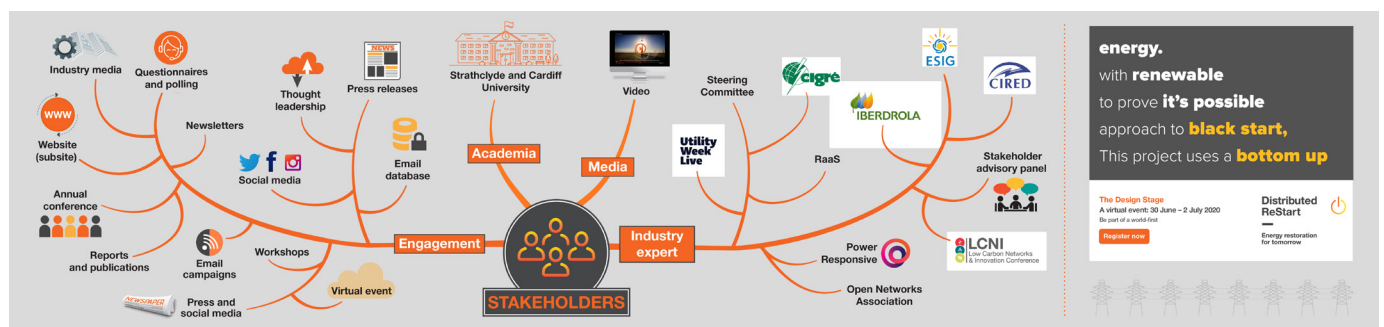 Industry media
Questionnaires
and polling
WWW
Website
(subsite)
Newsletters
Annual
conference
Reports
and publications
Thought
leadership
NEWS
Press releases
Social media
Email
database
Email
campaigns
Workshops
NEWSPAPER
Press and
social media
Virtual event
Engagement
Strathclyde and Cardiff
University
Academia
Video
Media
STAKEHOLDERS
Industry
expert
Steering
Committee
Utility
Week
Live
cigré
IBERDROLA
RaaS
ESIG
CIRED
Stakeholder
advisory panel
LCNI
Low Carbon Networks
& Innovation Conference
Power
Responsive
Open Networks
Association
energy.
with renewable
to prove it's possible
approach to black start,
This project uses a bottom up
The Design Stage
A virtual event: 30 June – 2 July 2020
Be part of a world-first
Register now
Distributed
ReStart
Energy restoration
for tomorrow